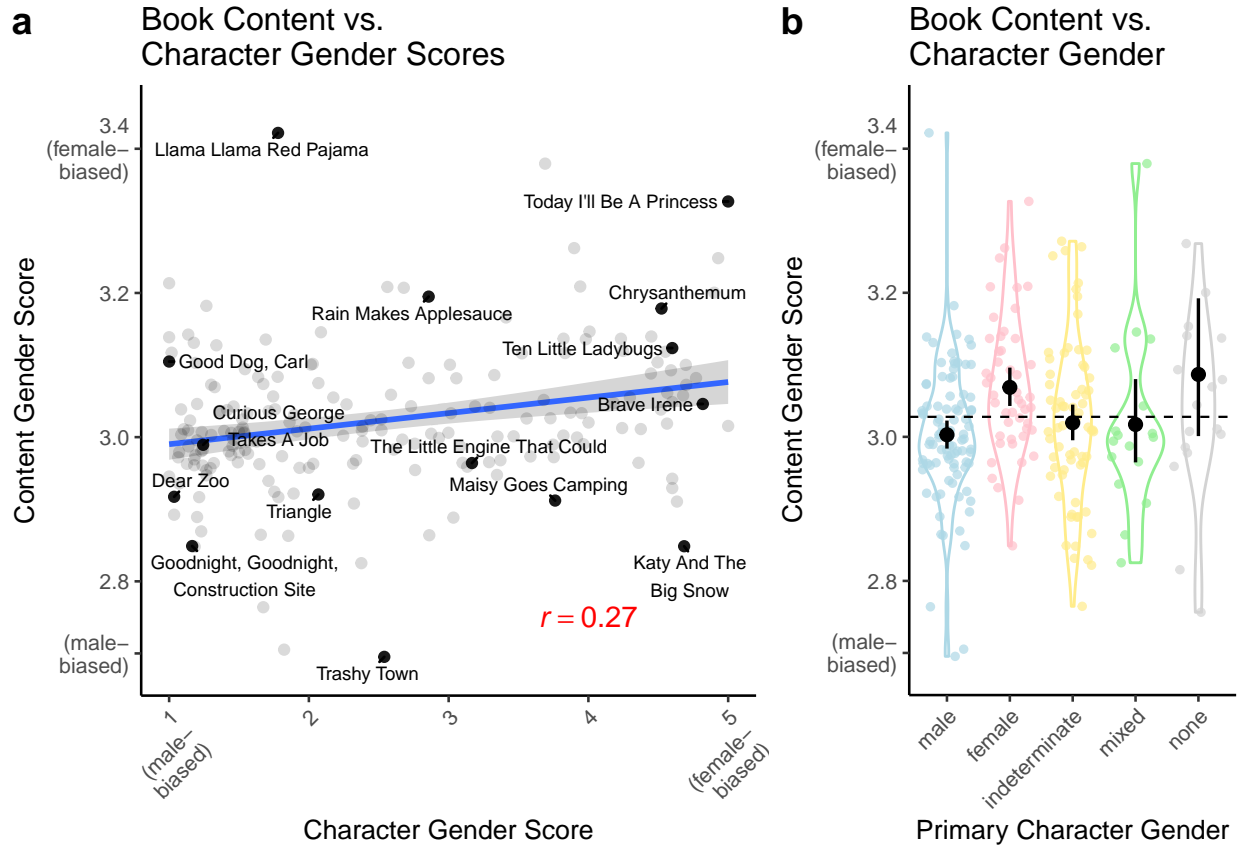 a
Book Content vs.
Character Gender Scores
3.4
(female–
biased)
3.2
3.0
2.8
(male–
biased)
Content Gender Score
Llama Llama Red Pajama
Today I'll Be A Princess
Rain Makes Applesauce
Chrysanthemum
Ten Little Ladybugs
Good Dog, Carl
Brave Irene
Curious George
Takes A Job
The Little Engine That Could
Dear Zoo
Maisy Goes Camping
Triangle
Goodnight, Goodnight,
Construction Site
Katy And The
Big Snow
r = 0.27
Trashy Town
1
2
3
4
5
(male–
biased)
(female–
biased)
Character Gender Score
b
Book Content vs.
Character Gender
3.4
(female–
biased)
3.2
3.0
2.8
(male–
biased)
Content Gender Score
male
female
indeterminate
mixed
none
Primary Character Gender